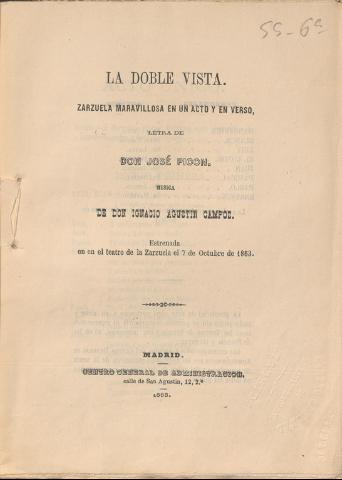 55-6ª
LA DOBLE VISTA.
ZARZUELA MARAVILLOSA EN UN ACTO Y EN VERSO,
LETRA DE
DON JOSÉ PICON.
MUSICA
DE DON IGNACIO AGUSTIN CAMPOS.
Estrenada
en en el teatro de la Zarzuela el 7 de Octubre de 1863.
MADRID.
CENTRO GENERAL DE ADMINISTRACION,
calle de San Agustin, 12, 2.º
1863.